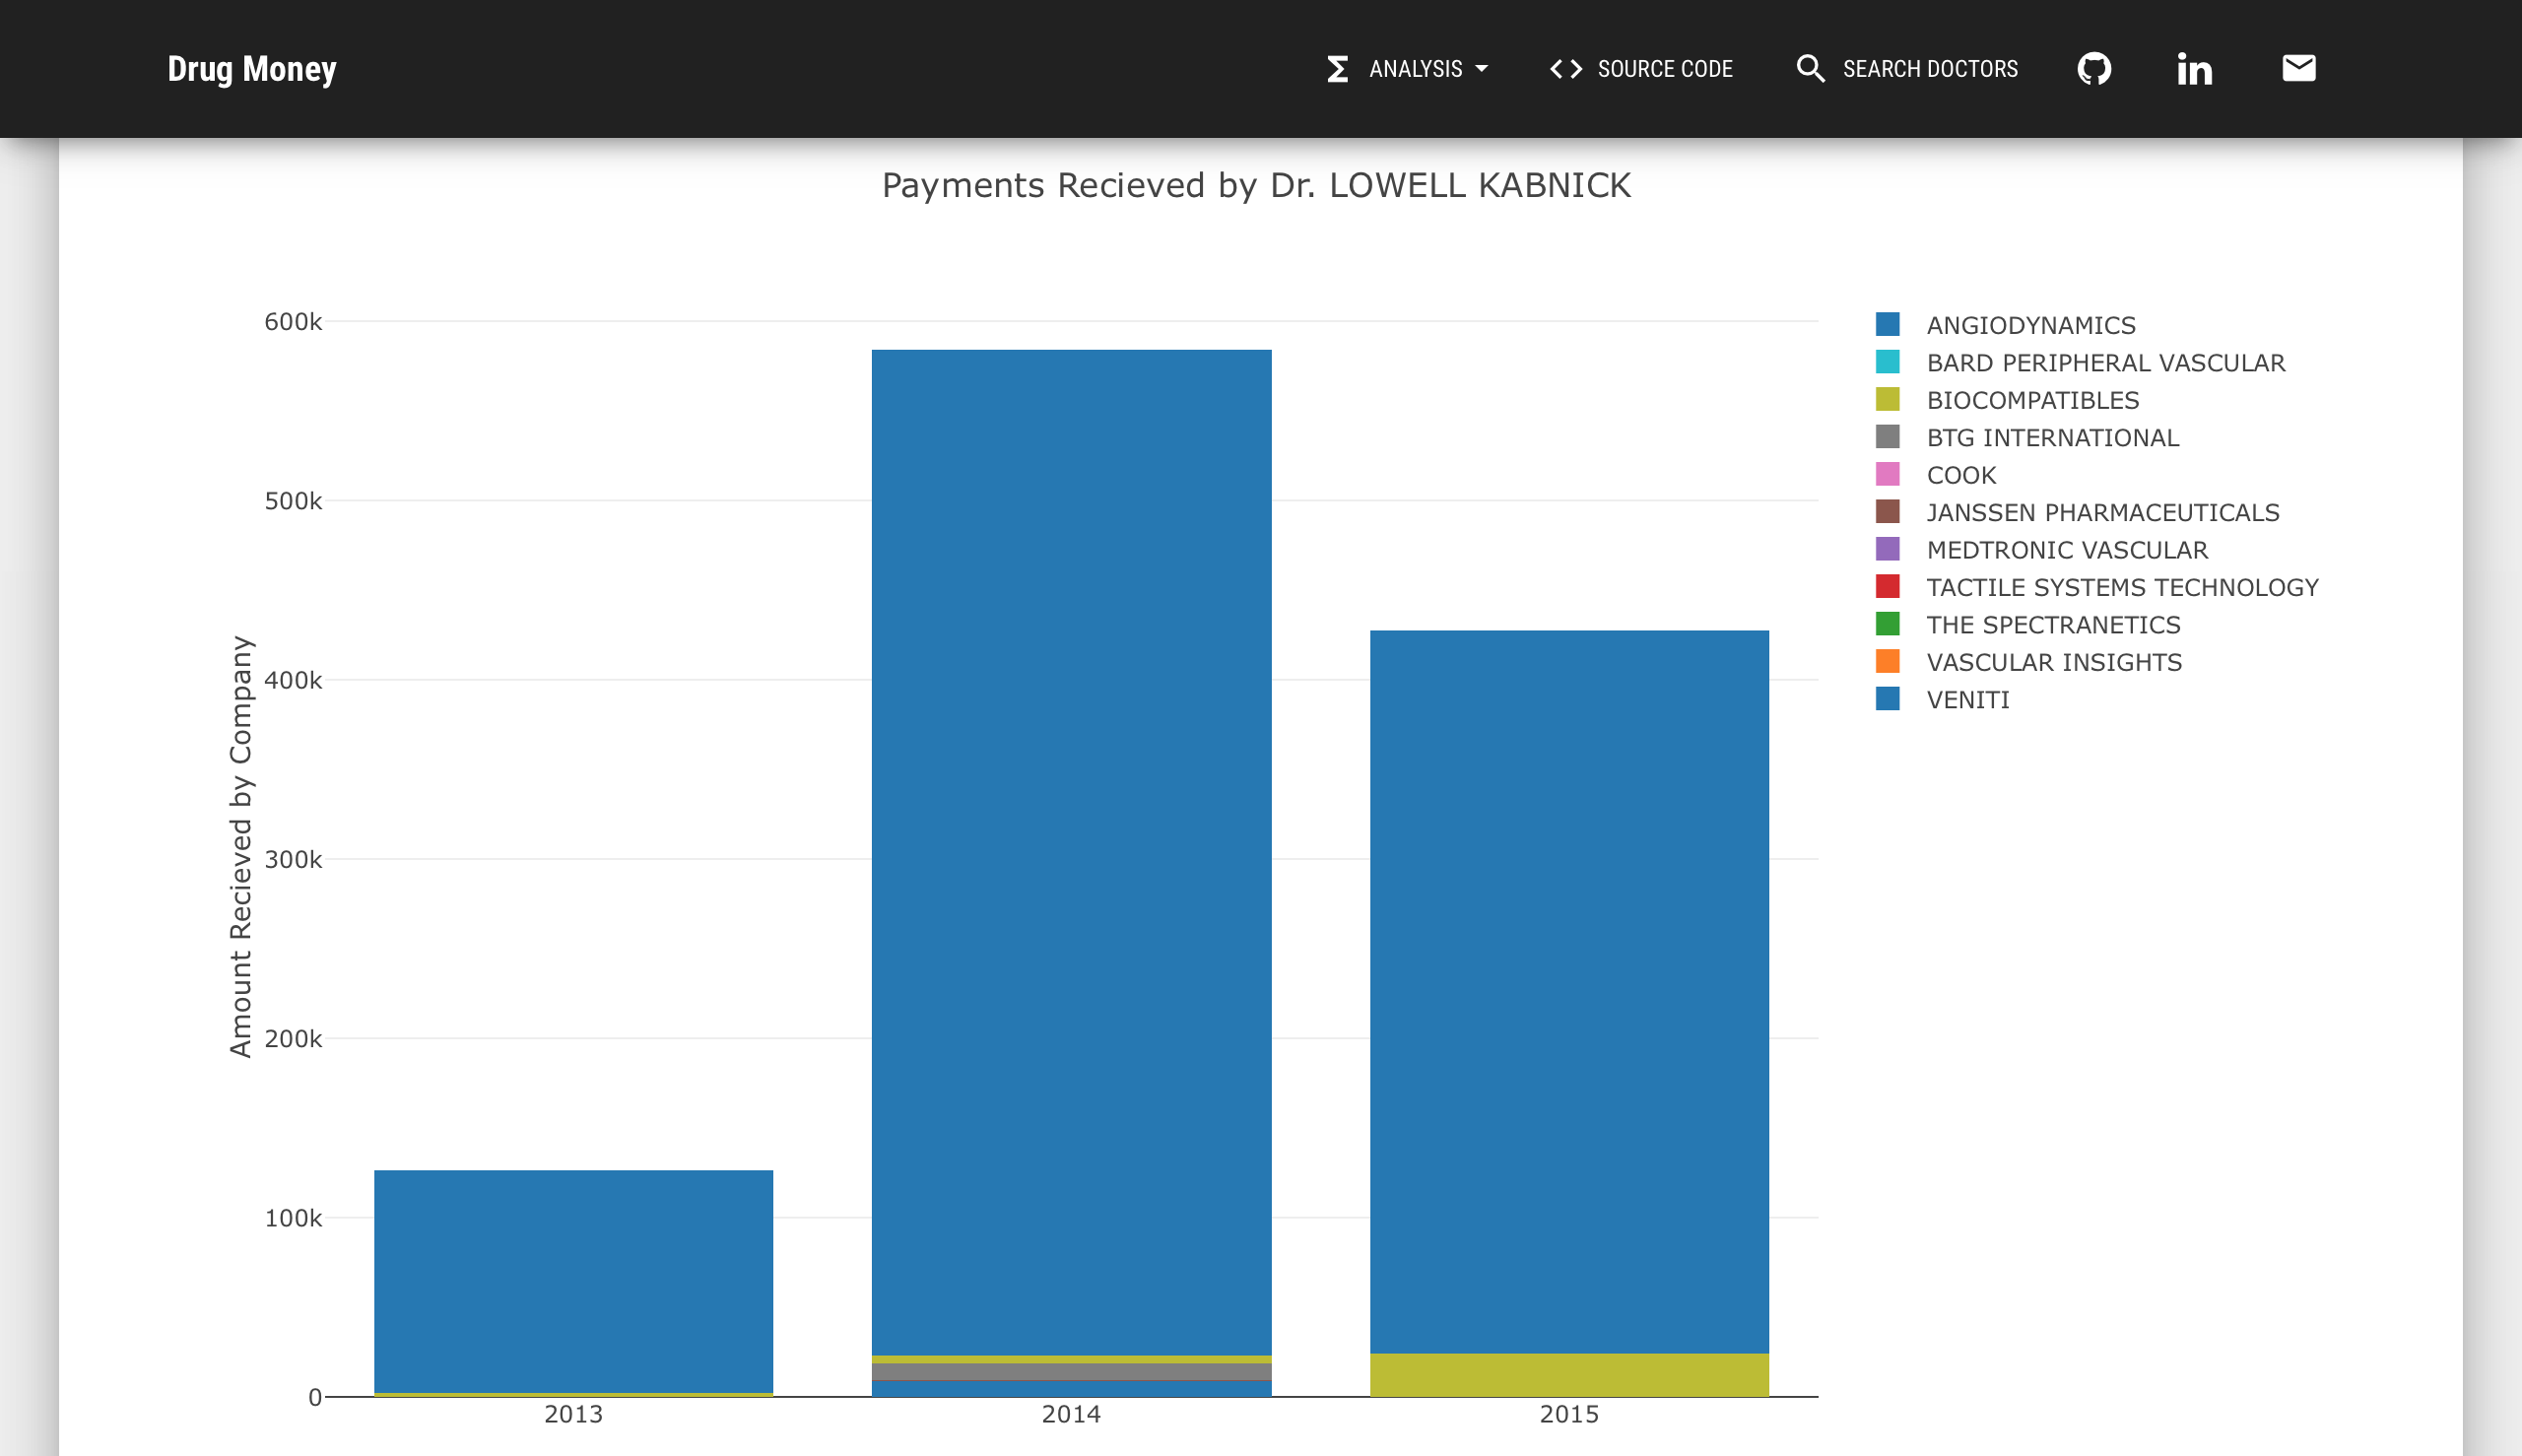 Drug Money
ANALYSIS
SOURCE CODE
SEARCH DOCTORS
Payments Recieved by Dr. LOWELL KABNICK
Amount Recieved by Company
600k
500k
400k
300k
200k
100k
0
2013
2014
2015
ANGIODYNAMICS
BARD PERIPHERAL VASCULAR
BIOCOMPATIBLES
BTG INTERNATIONAL
COOK
JANSSEN PHARMACEUTICALS
MEDTRONIC VASCULAR
TACTILE SYSTEMS TECHNOLOGY
THE SPECTRANETICS
VASCULAR INSIGHTS
VENITI